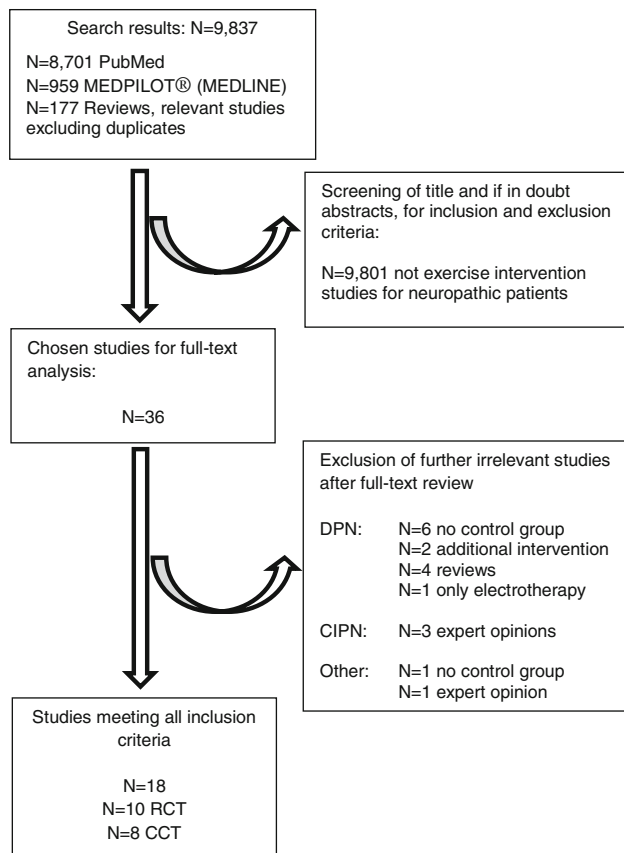 Search results: N=9,837
N=8,701 PubMed
N=959 MEDPILOT® (MEDLINE)
N=177 Reviews, relevant studies
excluding duplicates
Screening of title and if in doubt
abstracts, for inclusion and exclusion
criteria:
N=9,801 not exercise intervention
studies for neuropathic patients
Chosen studies for full-text
analysis:
N=36
Exclusion of further irrelevant studies
after full-text review
DPN: N=6 no control group
N=2 additional intervention
N=4 reviews
N=1 only electrotherapy
CIPN: N=3 expert opinions
Other: N=1 no control group
N=1 expert opinion
Studies meeting all inclusion
criteria
N=18
N=10 RCT
N=8 CCT